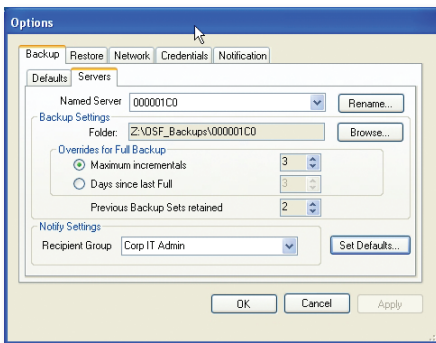 Options
Backup Restore Network Credentials Notification
Defaults Servers
Named Server 000001C0 Rename...
Backup Settings
Folder: Z:\OSF_Backups\000001C0 Browse...
Overrides for Full Backup
Maximum incrementals 3
Days since last Full 3
Previous Backup Sets retained 2
Notify Settings
Recipient Group Corp IT Admin Set Defaults...
OK Cancel Apply